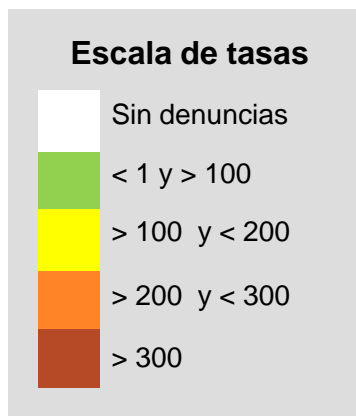 Escala de tasas
Sin denuncias
< 1 y > 100
> 100  y < 200
> 200  y < 300
> 300